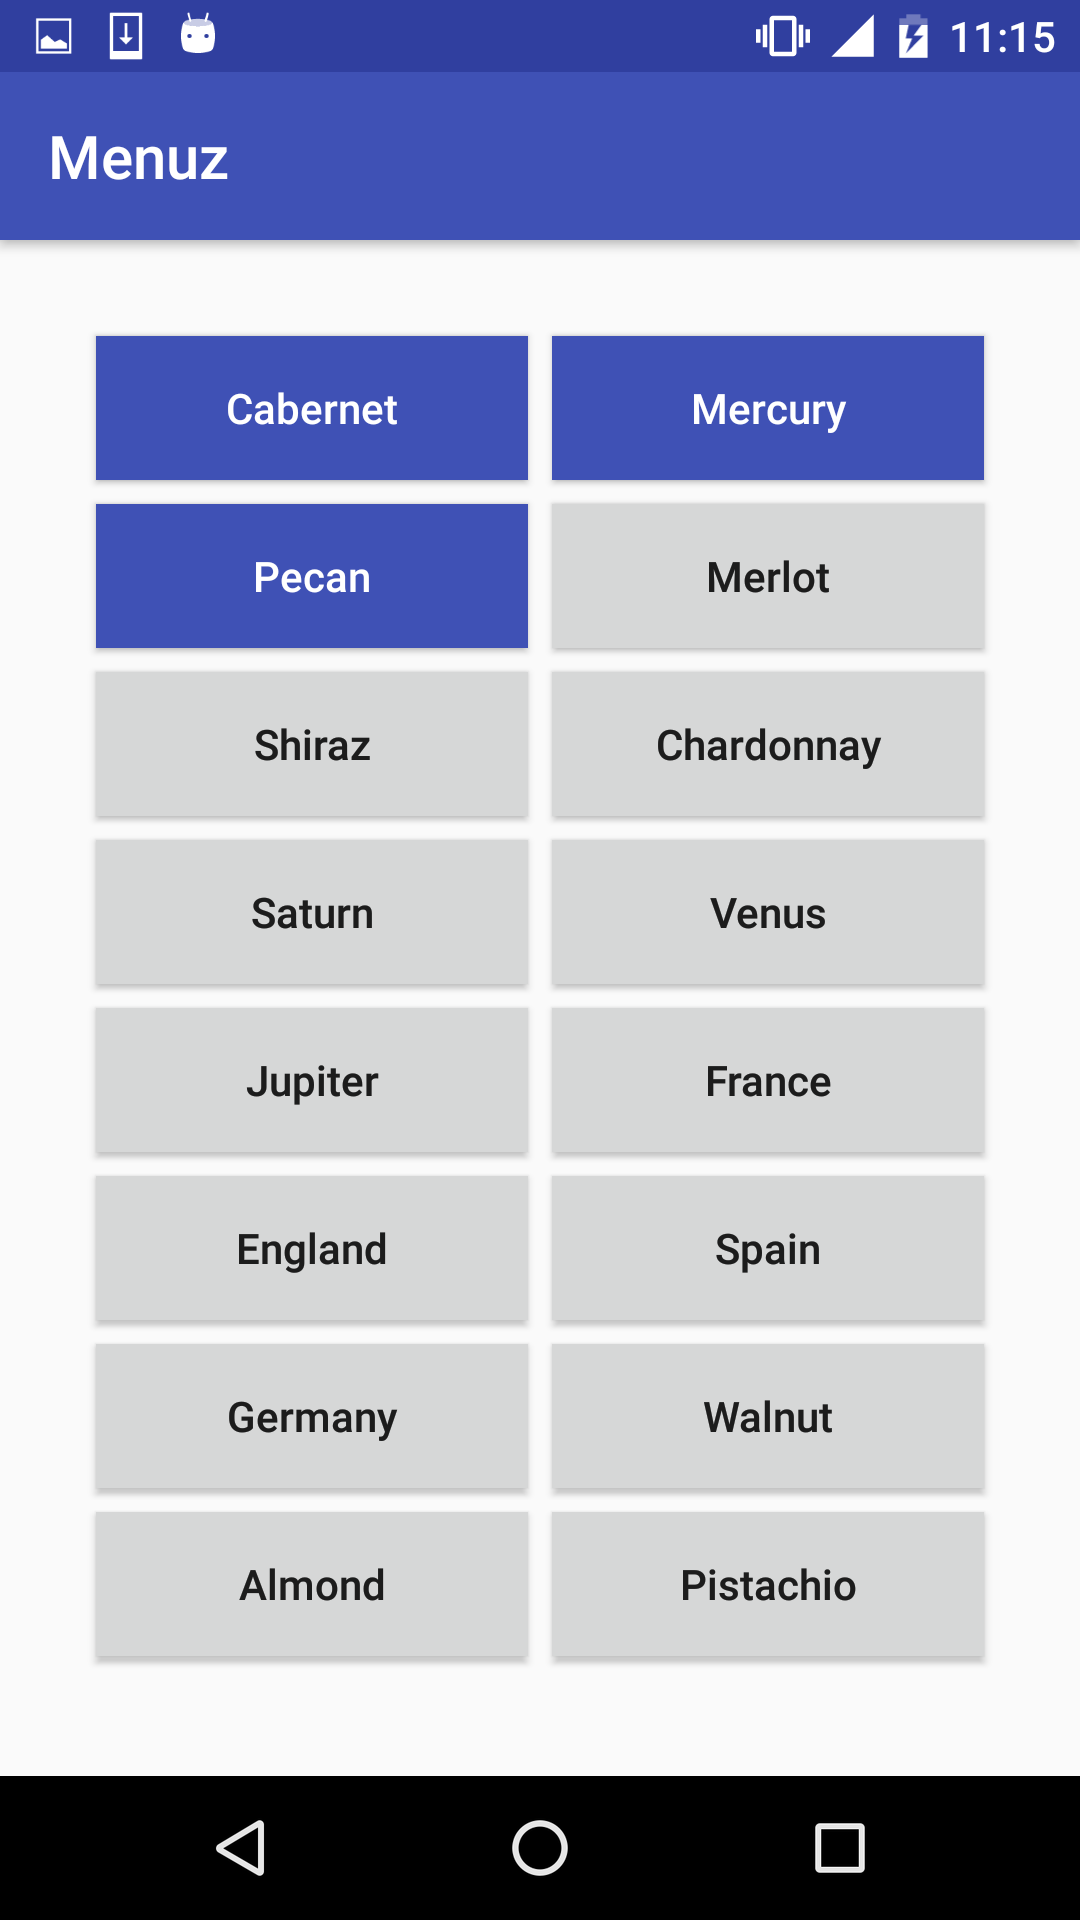 11:15
Menuz
Cabernet Mercury
Pecan Merlot
Shiraz Chardonnay
Saturn Venus
Jupiter France
England Spain
Germany Walnut
Almond Pistachio